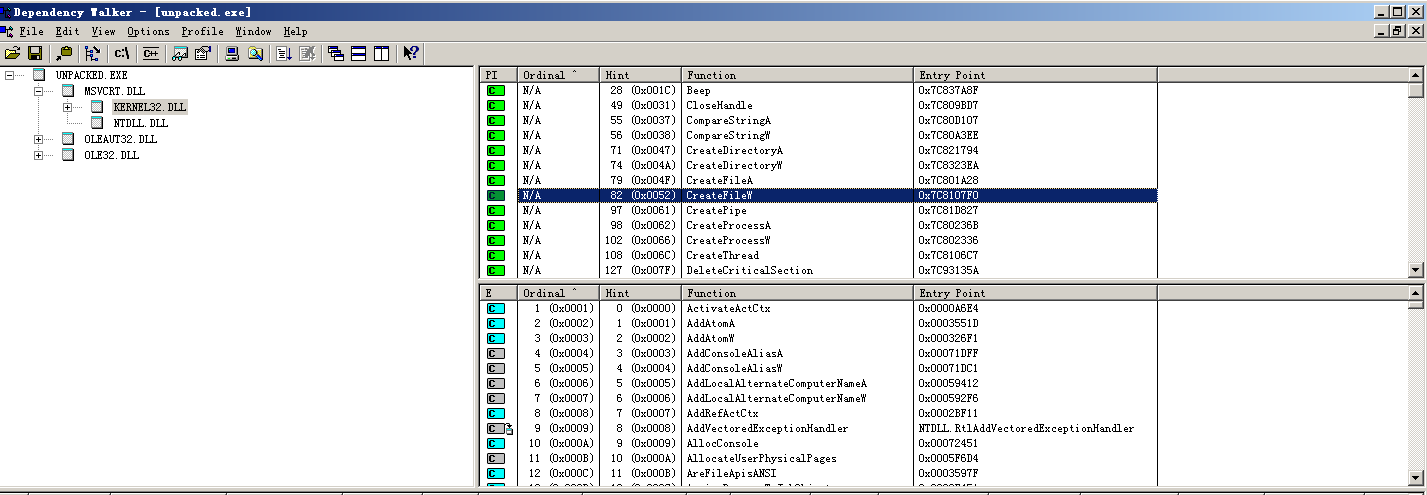 Dependency Walker - [unpacked.exe]
File Edit View Options Profile Window Help
C:\ C++
UNPACKED.EXE
MSVCRT.DLL
KERNEL32.DLL
NTDLL.DLL
OLEAUT32.DLL
OLE32.DLL
PI Ordinal ^ Hint Function Entry Point
C N/A 28 (0x001C) Beep 0x7C837A8F
C N/A 49 (0x0031) CloseHandle 0x7C809BD7
C N/A 55 (0x0037) CompareStringA 0x7C80D107
C N/A 56 (0x0038) CompareStringW 0x7C80A3EE
C N/A 71 (0x0047) CreateDirectoryA 0x7C821794
C N/A 74 (0x004A) CreateDirectoryW 0x7C8323EA
C N/A 79 (0x004F) CreateFileA 0x7C801A28
C N/A 82 (0x0052) CreateFileW 0x7C8107F0
C N/A 97 (0x0061) CreatePipe 0x7C81D827
C N/A 98 (0x0062) CreateProcessA 0x7C80236B
C N/A 102 (0x0066) CreateProcessW 0x7C802336
C N/A 108 (0x006C) CreateThread 0x7C8106C7
C N/A 127 (0x007F) DeleteCriticalSection 0x7C93135A
E Ordinal ^ Hint Function Entry Point
C 1 (0x0001) 0 (0x0000) ActivateActCtx 0x0000A6E4
C 2 (0x0002) 1 (0x0001) AddAtomA 0x0003551D
C 3 (0x0003) 2 (0x0002) AddAtomW 0x000326F1
C 4 (0x0004) 3 (0x0003) AddConsoleAliasA 0x00071DFF
C 5 (0x0005) 4 (0x0004) AddConsoleAliasW 0x00071DC1
C 6 (0x0006) 5 (0x0005) AddLocalAlternateComputerNameA 0x00059412
C 7 (0x0007) 6 (0x0006) AddLocalAlternateComputerNameW 0x000592F6
C 8 (0x0008) 7 (0x0007) AddRefActCtx 0x0002BF11
C 9 (0x0009) 8 (0x0008) AddVectoredExceptionHandler NTDLL.RtlAddVectoredExceptionHandler
C 10 (0x000A) 9 (0x0009) AllocConsole 0x00072451
C 11 (0x000B) 10 (0x000A) AllocateUserPhysicalPages 0x0005F6D4
C 12 (0x000C) 11 (0x000B) AreFileApisANSI 0x0003597F